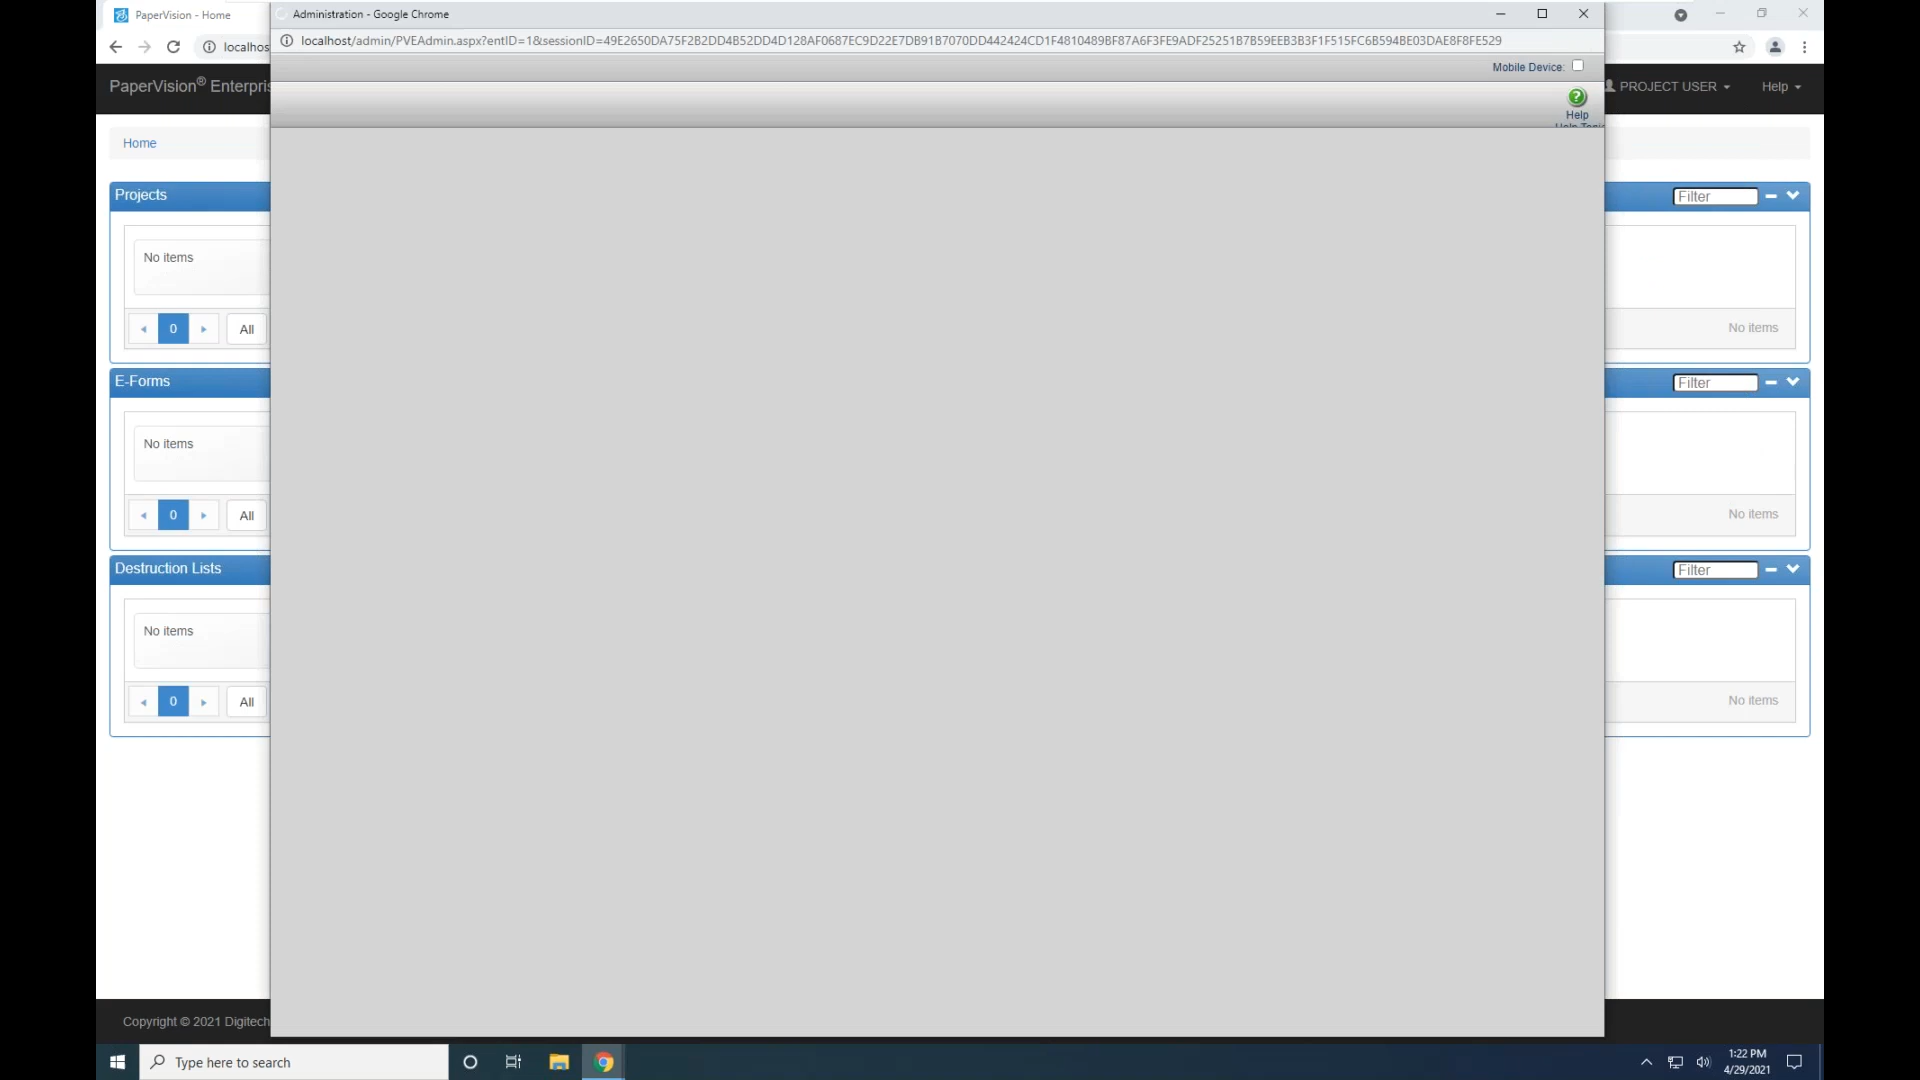 PaperVision - Home
Administration - Google Chrome
localhos
localhost/admin/PVEAdmin.aspx?entID=1&sessionID=49E2650DA75F2B2DD4B52DD4D128AF0687EC9D22E7DB91B7070DD442424CD1F4810489BF87A6F3FE9ADF25251B7B59EEB3B3F1F515FC6B594BE03DAE8F8FE529
Mobile Device:
PaperVision® Enterpris
PROJECT USER
Help
Help
Help Topic
Home
Projects
Filter
No items
0
All
No items
E-Forms
Filter
No items
0
All
No items
Destruction Lists
Filter
No items
0
All
No items
Copyright © 2021 Digitech
Type here to search
1:22 PM
4/29/2021